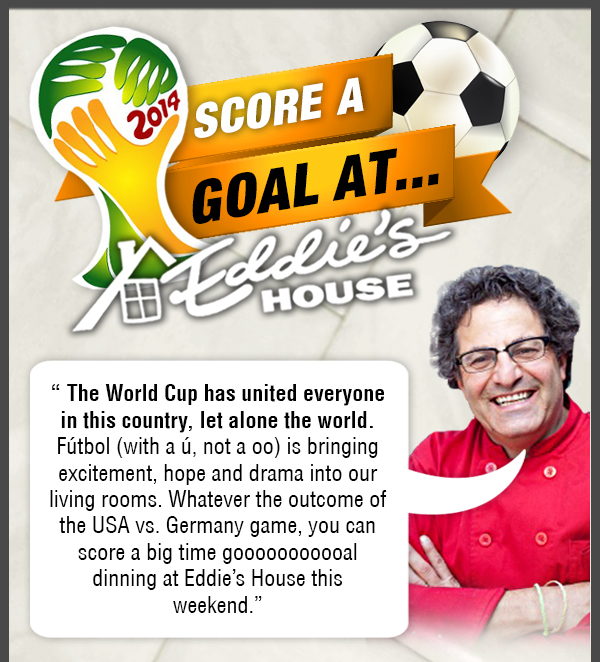 2014
SCORE A
GOAL AT...
Eddie's
HOUSE
“ The World Cup has united everyone
in this country, let alone the world.
Fútbol (with a ú, not a oo) is bringing
excitement, hope and drama into our
living rooms. Whatever the outcome of
the USA vs. Germany game, you can
score a big time gooooooooooal
dinning at Eddie’s House this
weekend.”